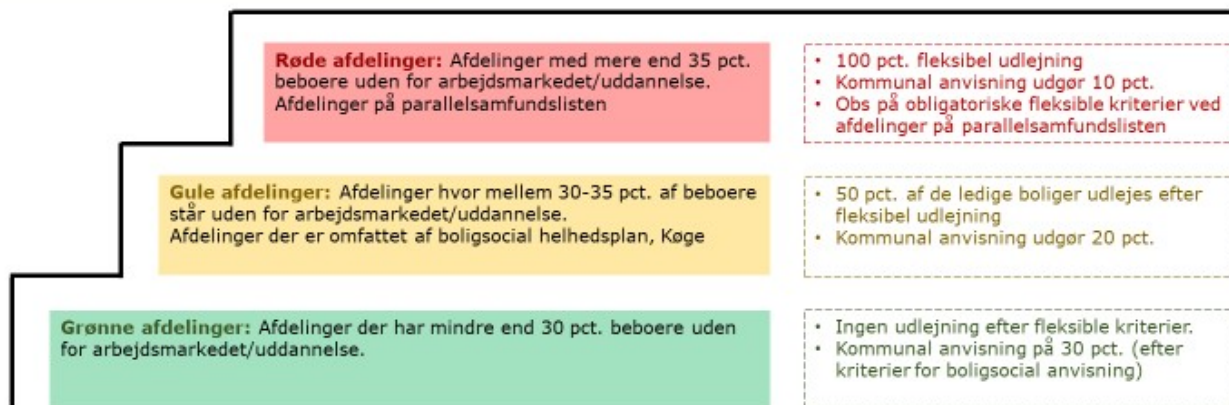 Røde afdelinger: Afdelinger med mere end 35 pct.
beboere uden for arbejdsmarkedet/uddannelse.
Afdelinger på parallelsamfundslisten
• 100 pct. fleksibel udlejning
• Kommunal anvisning udgør 10 pct.
• Obs på obligatoriske fleksible kriterier ved
afdelinger på parallelsamfundslisten
Gule afdelinger: Afdelinger hvor mellem 30-35 pct. af beboere
står uden for arbejdsmarkedet/uddannelse.
Afdelinger der er omfattet af boligsocial helhedsplan, Køge
• 50 pct. af de ledige boliger udlejes efter
fleksibel udlejning
• Kommunal anvisning udgør 20 pct.
Grønne afdelinger: Afdelinger der har mindre end 30 pct. beboere uden
for arbejdsmarkedet/uddannelse.
• Ingen udlejning efter fleksible kriterier.
• Kommunal anvisning på 30 pct. (efter
kriterier for boligsocial anvisning)